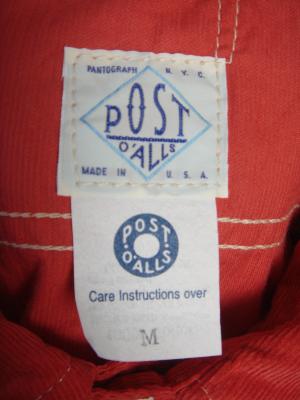 PANTOGRAPH N.Y.C.
POST
O'ALLS
MADE IN U.S.A.
POST
O'ALLS
Care Instructions over
M